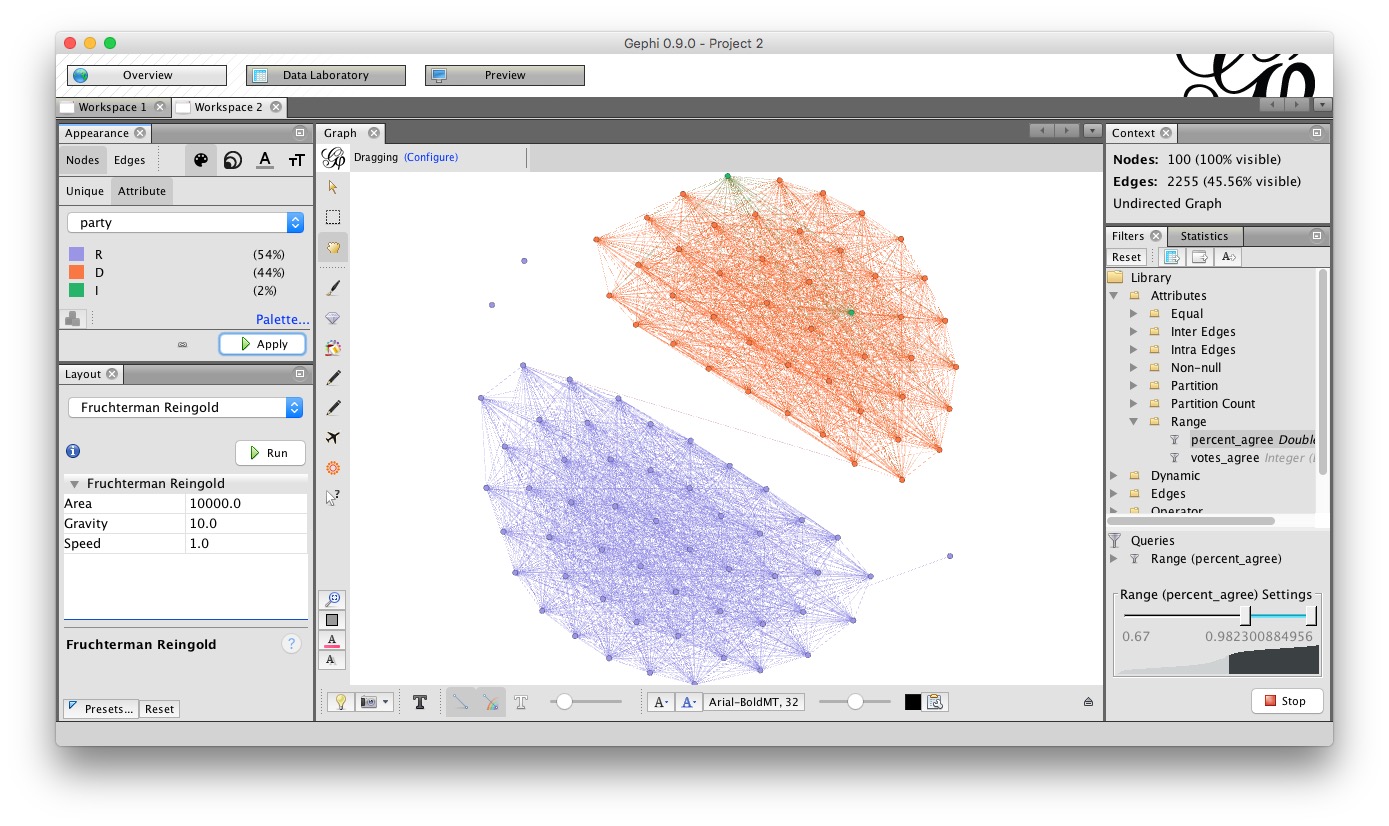 Gephi 0.9.0 - Project 2
Overview
Data Laboratory
Preview
Workspace 1
Workspace 2
Appearance
Nodes
Edges
A
TT
Unique
Attribute
party
R (54%)
D (44%)
I (2%)
Palette...
Apply
Layout
Fruchterman Reingold
Run
Fruchterman Reingold
Area 10000.0
Gravity 10.0
Speed 1.0
Fruchterman Reingold
?
Presets...
Reset
Graph
Dragging (Configure)
A
A
T
T
A-
A-
Arial-BoldMT, 32
Context
Nodes: 100 (100% visible)
Edges: 2255 (45.56% visible)
Undirected Graph
Filters
Statistics
Reset
A
Library
Attributes
Equal
Inter Edges
Intra Edges
Non-null
Partition
Partition Count
Range
percent_agree Double
votes_agree Integer (
Dynamic
Edges
Operator
Queries
Range (percent_agree)
Range (percent_agree) Settings
0.67 0.982300884956
Stop